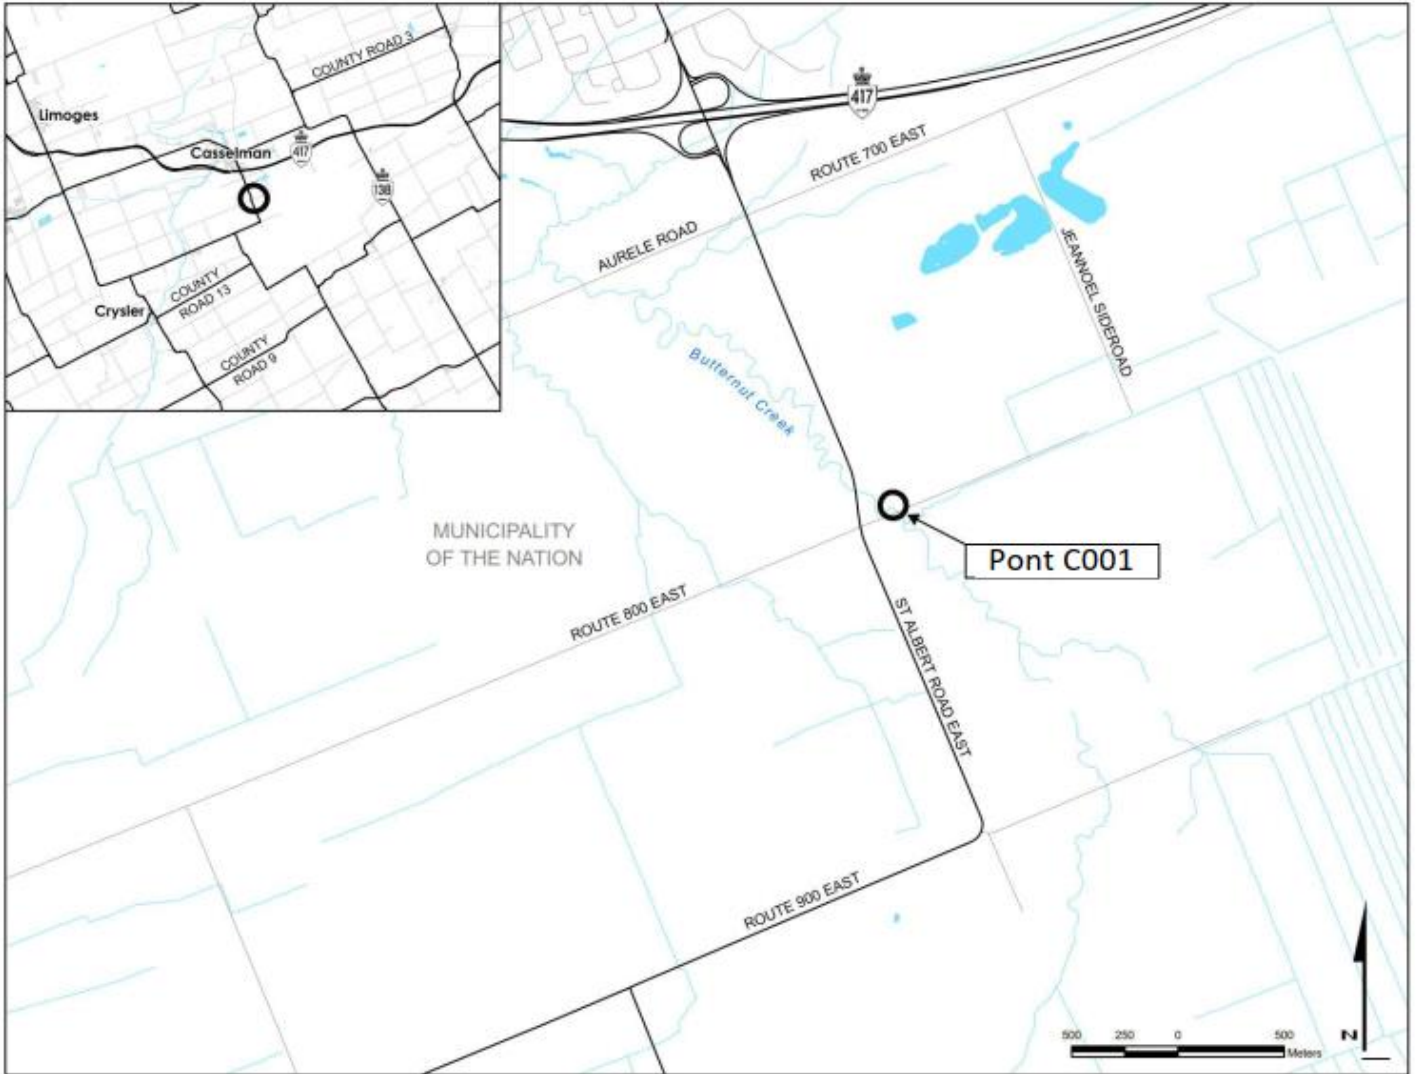 COUNTY ROAD 3
Limoges
Casselman
417
138
COUNTY
ROAD 13
Crysler
COUNTY
ROAD 9
417
ROUTE 700 EAST
AURELE ROAD
JEANNOEL SIDEROAD
Butternut Creek
MUNICIPALITY
OF THE NATION
Pont C001
ROUTE 800 EAST
ST ALBERT ROAD EAST
ROUTE 900 EAST
500 250 0 500
Meters
N